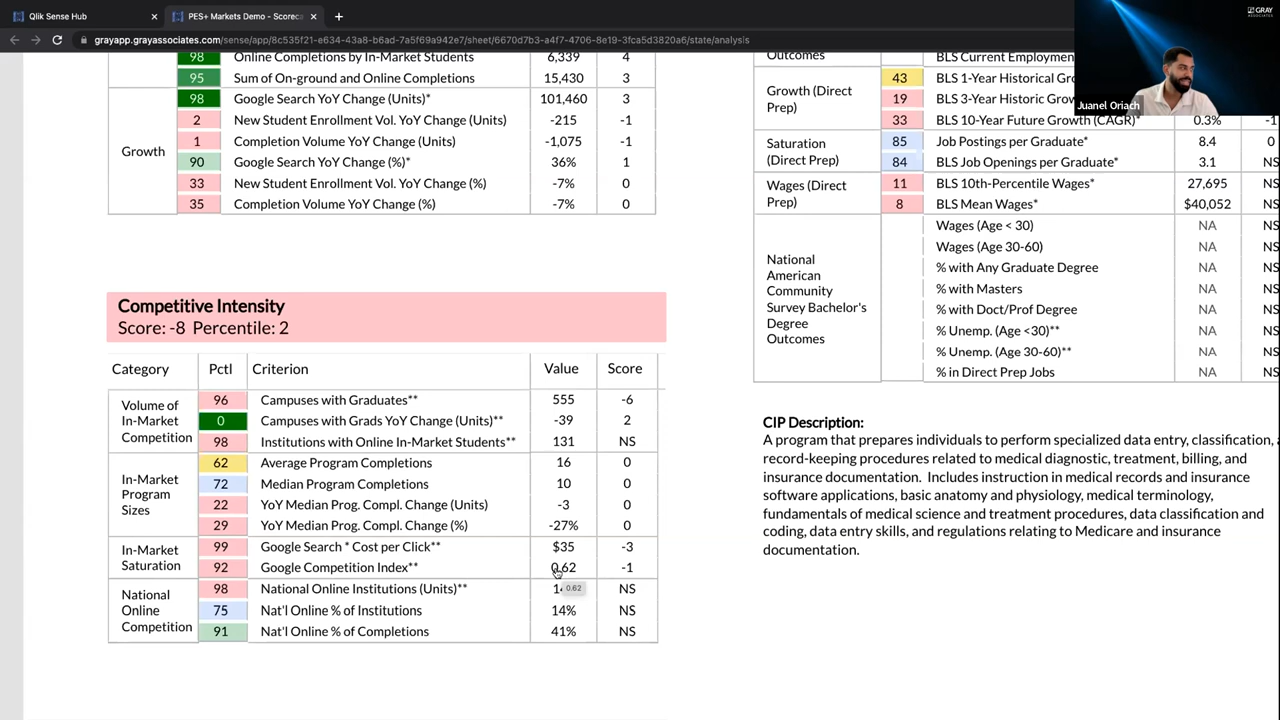 Qlik Sense Hub
PES+ Markets Demo - Scoreca
GRAY
ASSOCIATES
grayapp.grayassociates.com/sense/app/8c535f21-e634-43a8-b6ad-7a5f69a942e7/sheet/6670d7b3-a4f7-4706-8e19-3fca5d3820a6/state/analysis
Juanel Oriach
98 Online Completions by In-Market Students 6,339 4
95 Sum of On-ground and Online Completions 15,430 3
Growth
98 Google Search YoY Change (Units)* 101,460 3
2 New Student Enrollment Vol. YoY Change (Units) -215 -1
1 Completion Volume YoY Change (Units) -1,075 -1
90 Google Search YoY Change (%)* 36% 1
33 New Student Enrollment Vol. YoY Change (%) -7% 0
35 Completion Volume YoY Change (%) -7% 0
Competitive Intensity
Score: -8 Percentile: 2
Category Pctl Criterion Value Score
Volume of
In-Market
Competition
96 Campuses with Graduates** 555 -6
0 Campuses with Grads YoY Change (Units)** -39 2
98 Institutions with Online In-Market Students** 131 NS
In-Market
Program
Sizes
62 Average Program Completions 16 0
72 Median Program Completions 10 0
22 YoY Median Prog. Compl. Change (Units) -3 0
29 YoY Median Prog. Compl. Change (%) -27% 0
In-Market
Saturation
99 Google Search * Cost per Click** $35 -3
92 Google Competition Index** 0.62 -1
0.62
National
Online
Competition
98 National Online Institutions (Units)** NS
75 Nat'l Online % of Institutions 14% NS
91 Nat'l Online % of Completions 41% NS
Outcomes
BLS Current Employmen
Growth (Direct
Prep)
43 BLS 1-Year Historical Gro
19 BLS 3-Year Historic Grow
33 BLS 10-Year Future Growth (CAGR)* 0.3% -1
Saturation
(Direct Prep)
85 Job Postings per Graduate* 8.4 0
84 BLS Job Openings per Graduate* 3.1 NS
Wages (Direct
Prep)
11 BLS 10th-Percentile Wages* 27,695 NS
8 BLS Mean Wages* $40,052 NS
National
American
Community
Survey Bachelor's
Degree
Outcomes
Wages (Age < 30) NA NS
Wages (Age 30-60) NA NS
% with Any Graduate Degree NA NS
% with Masters NA NS
% with Doct/Prof Degree NA NS
% Unemp. (Age <30)** NA NS
% Unemp. (Age 30-60)** NA NS
% in Direct Prep Jobs NA NS
CIP Description:
A program that prepares individuals to perform specialized data entry, classification, a
record-keeping procedures related to medical diagnostic, treatment, billing, and
insurance documentation. Includes instruction in medical records and insurance
software applications, basic anatomy and physiology, medical terminology,
fundamentals of medical science and treatment procedures, data classification and
coding, data entry skills, and regulations relating to Medicare and insurance
documentation.